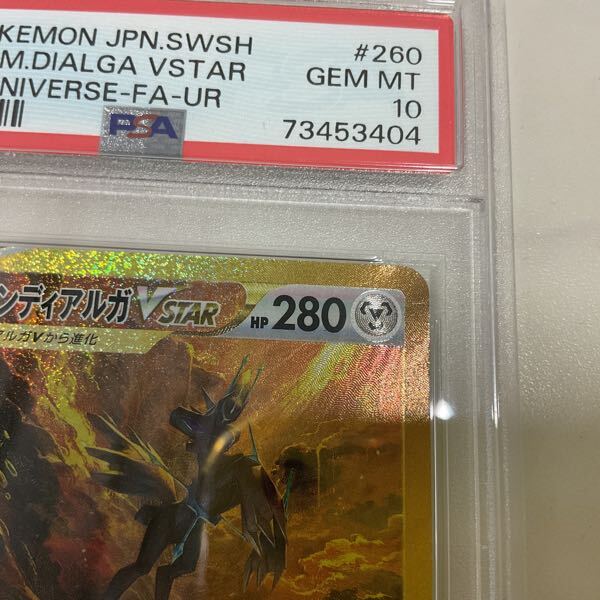 KEMON JPN.SWSH #260
M.DIALGA VSTAR GEM MT
NIVERSE-FA-UR 10
PSA 73453404
ンディアルガ VSTAR HP 280
アルガVから進化